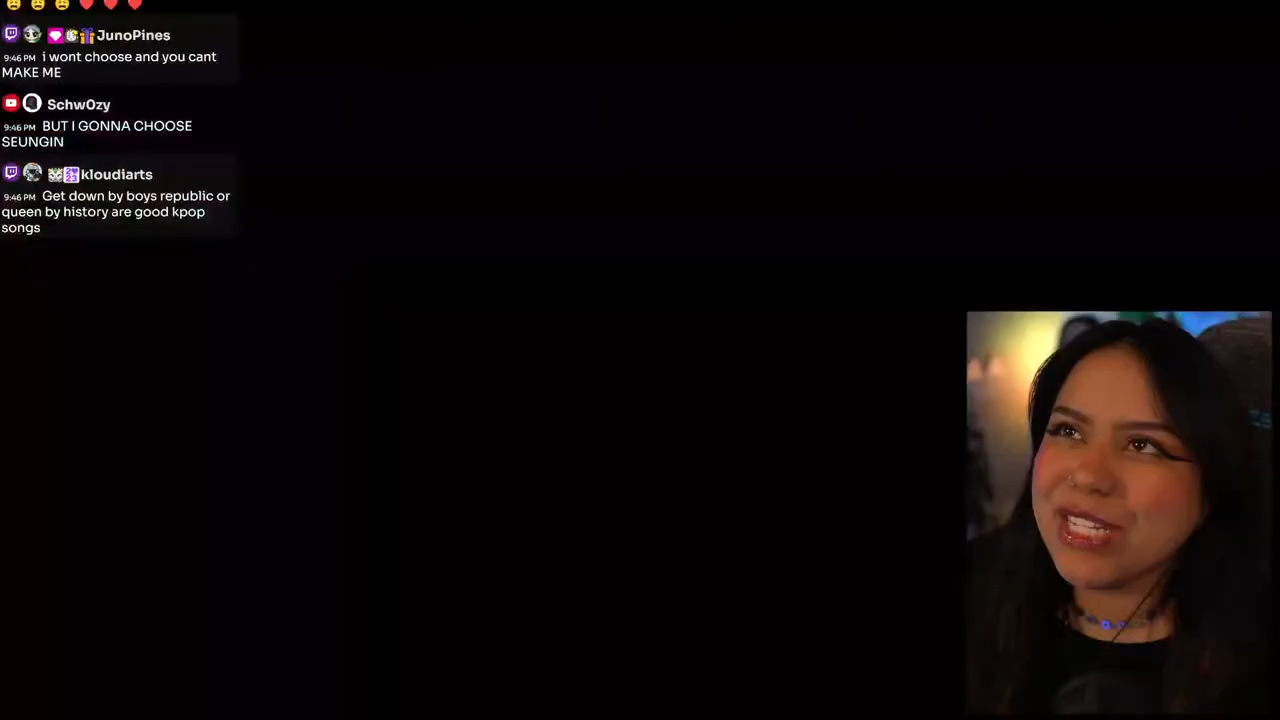 JunoPines
9:46 PM i wont choose and you cant
MAKE ME
Schw0zy
9:46 PM BUT I GONNA CHOOSE
SEUNGIN
kloudiarts
9:46 PM Get down by boys republic or
queen by history are good kpop
songs